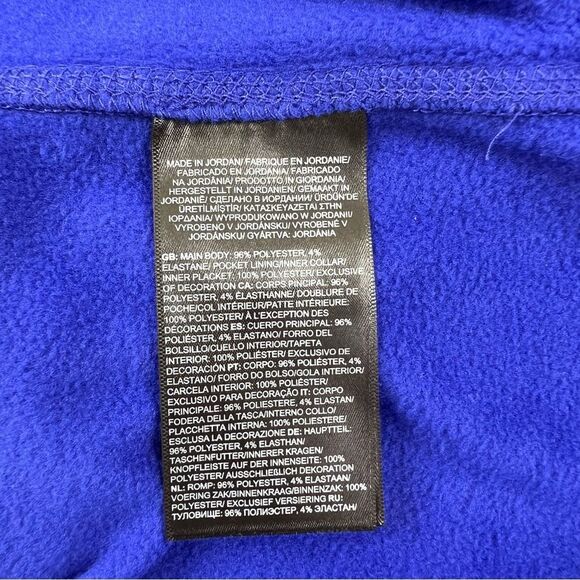 MADE IN JORDAN/ FABRIQUE EN JORDANIE/
FABRICADO EN JORDANIA/ FABRICADO
NA JORDÂNIA/ PRODOTTO IN GIORDANIA/
HERGESTELLT IN JORDANIEN/ GEMAAKT IN
JORDANIË/ СДЕЛАНО В ИОРДАНИИ/ ÜRDÜN'DE
ÜRETİLMİŞTİR/ ΚΑΤΑΣΚΕΥΑΖΕΤΑΙ ΣΤΗΝ
ΙΟΡΔΑΝΙΑ/ WYPRODUKOWANO W JORDANII/
VYROBENO V JORDÁNSKU/ VYROBENÉ V
JORDÁNSKU/ GYÁRTVA: JORDÁNIA
GB: MAIN BODY: 96% POLYESTER, 4%
ELASTANE/ POCKET LINING/INNER COLLAR/
INNER PLACKET: 100% POLYESTER/ EXCLUSIVE
OF DECORATION CA: CORPS PINCIPAL: 96%
POLYESTER, 4% ÉLASTHANNE/ DOUBLURE DE
POCHE/COL INTÉRIEUR/PATTE INTÉRIEURE:
100% POLYESTER/ À L'EXCEPTION DES
DÉCORATIONS ES: CUERPO PRINCIPAL: 96%
POLIÉSTER, 4% ELASTANO/ FORRO DEL
BOLSILLO/CUELLO INTERIOR/TAPETA
INTERIOR: 100% POLIÉSTER/ EXCLUSIVO DE
DECORACIÓN PT: CORPO: 96% POLIÉSTER, 4%
ELASTANO/ FORRO DO BOLSO/GOLA INTERIOR/
CARCELA INTERIOR: 100% POLIÉSTER/
EXCLUSIVO PARA DECORAÇÃO IT: CORPO
PRINCIPALE: 96% POLIESTERE, 4% ELASTAN/
FODERA DELLA TASCA/INTERNO COLLO/
PLACCHETTA INTERNA: 100% POLIESTERE/
ESCLUSA LA DECORAZIONE DE: HAUPTTEIL:
96% POLYESTER, 4% ELASTHAN/
TASCHENFUTTER/INNERER KRAGEN/
KNOPFLEISTE AUF DER INNENSEITE: 100%
POLYESTER/ AUSSCHLIEßLICH DEKORATION
NL: ROMP: 96% POLYESTER, 4% ELASTAAN/
VOERING ZAK/BINNENKRAAG/BINNENZAK: 100%
POLYESTER/ EXCLUSIEF VERSIERING RU:
ТУЛОВИЩЕ: 96% ПОЛИЭСТЕР, 4% ЭЛАСТАН/